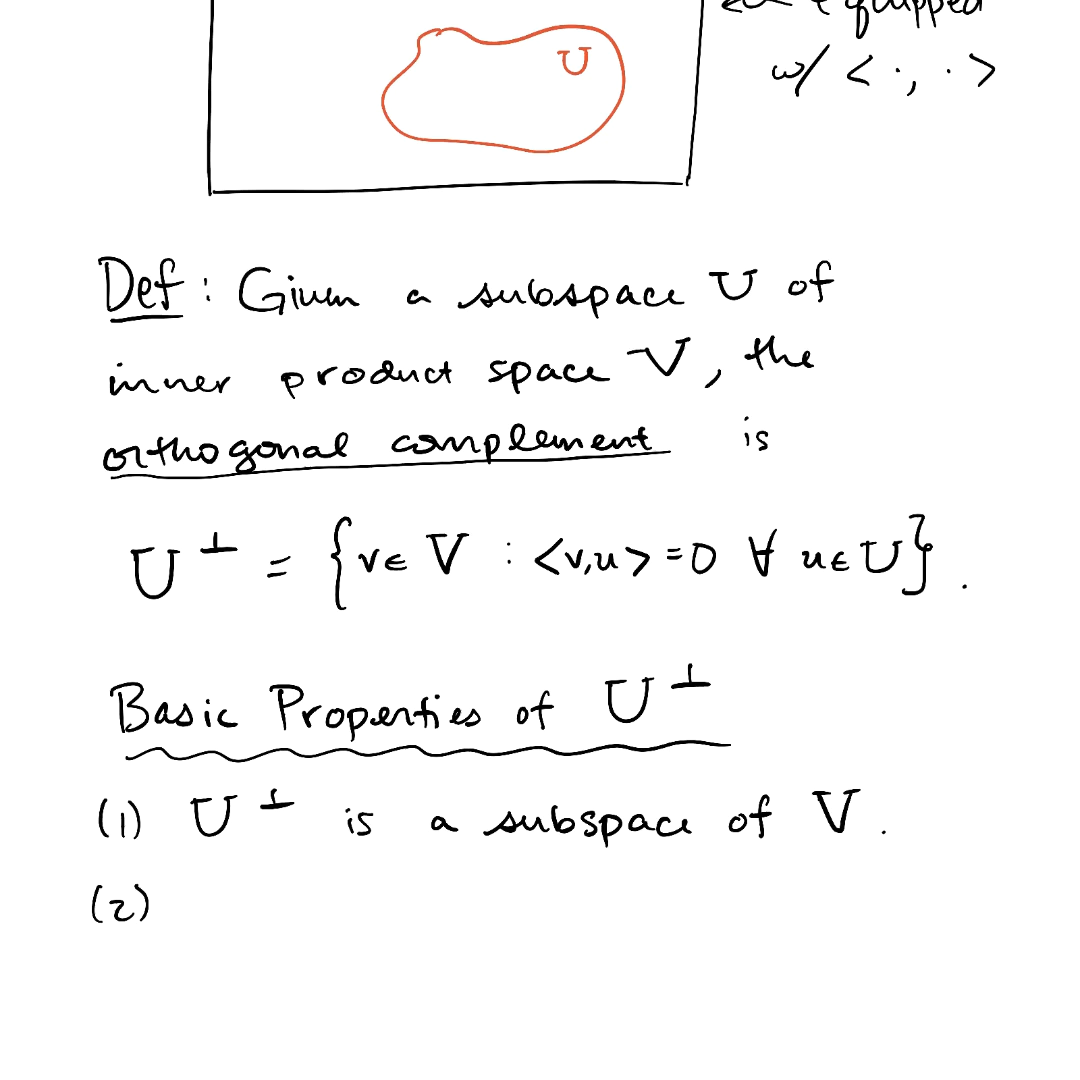 equipped
U
w/ < ·, · >
Def : Given a subspace U of
inner product space V, the
orthogonal complement is
U⊥ = {v∈ V : <v,u> = 0 ∀ u∈U}.
Basic Properties of U⊥
(1) U⊥ is a subspace of V.
(2)